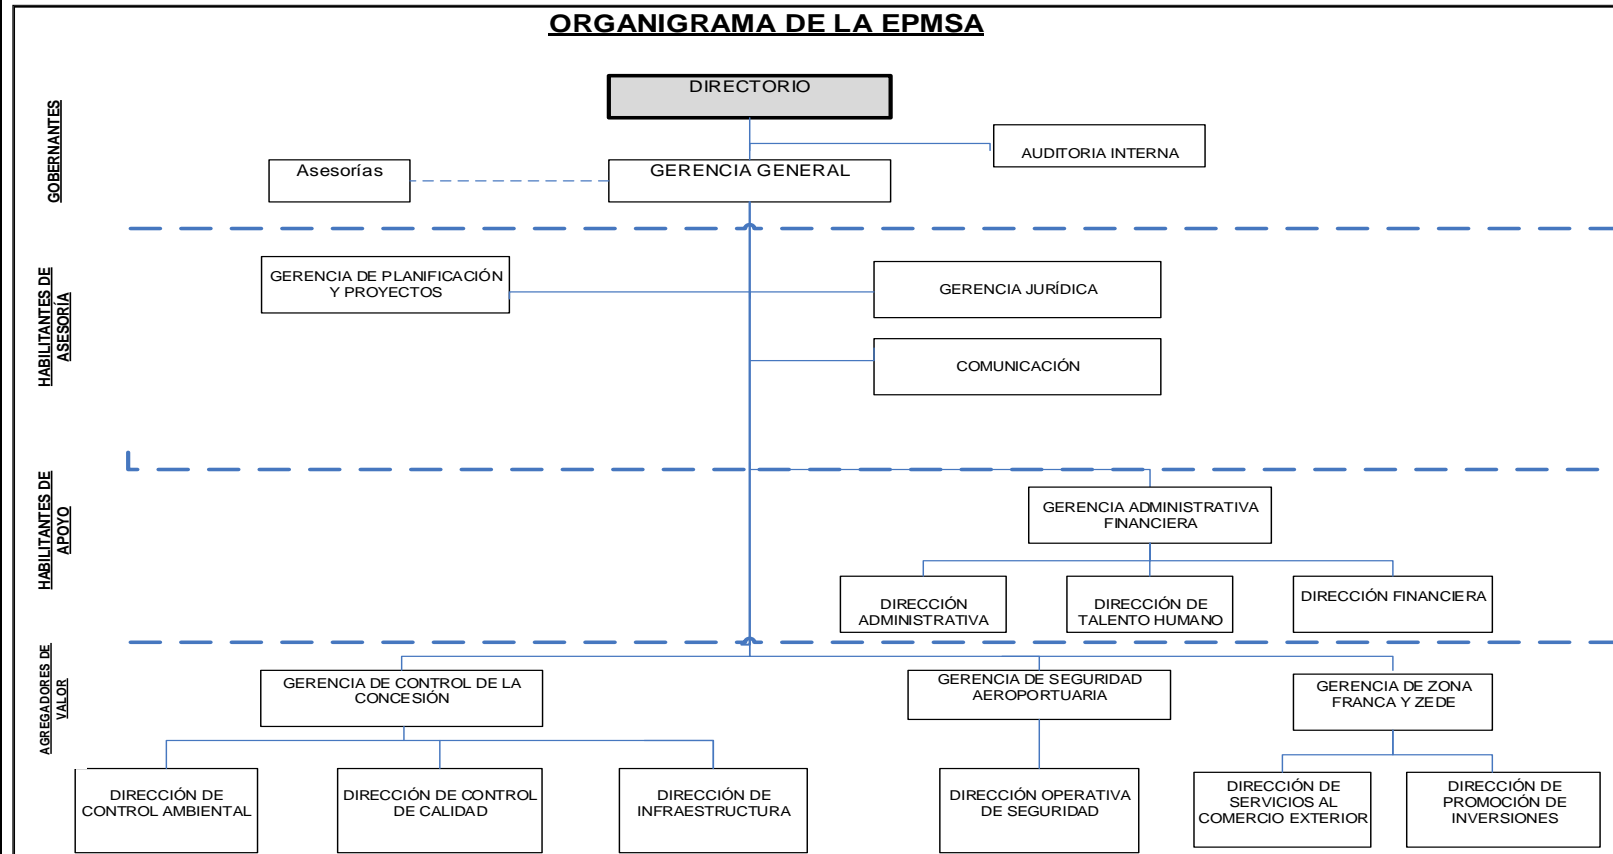 ORGANIGRAMA DE LA EPMSA
GOBERNANTES
DIRECTORIO
AUDITORIA INTERNA
Asesorías
GERENCIA GENERAL
HABILITANTES DE
ASESORÍA
GERENCIA DE PLANIFICACIÓN
Y PROYECTOS
GERENCIA JURÍDICA
COMUNICACIÓN
HABILITANTES DE
APOYO
GERENCIA ADMINISTRATIVA
FINANCIERA
DIRECCIÓN
ADMINISTRATIVA
DIRECCIÓN DE
TALENTO HUMANO
DIRECCIÓN FINANCIERA
AGREGADORES DE
VALOR
GERENCIA DE CONTROL DE LA
CONCESIÓN
GERENCIA DE SEGURIDAD
AEROPORTUARIA
GERENCIA DE ZONA
FRANCA Y ZEDE
DIRECCIÓN DE
CONTROL AMBIENTAL
DIRECCIÓN DE CONTROL
DE CALIDAD
DIRECCIÓN DE
INFRAESTRUCTURA
DIRECCIÓN OPERATIVA
DE SEGURIDAD
DIRECCIÓN DE
SERVICIOS AL
COMERCIO EXTERIOR
DIRECCIÓN DE
PROMOCIÓN DE
INVERSIONES